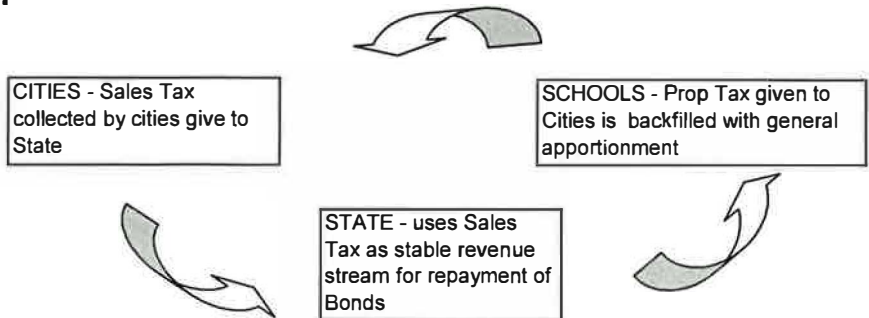 CITIES - Sales Tax
collected by cities give to
State
SCHOOLS - Prop Tax given to
Cities is backfilled with general
apportionment
STATE - uses Sales
Tax as stable revenue
stream for repayment of
Bonds